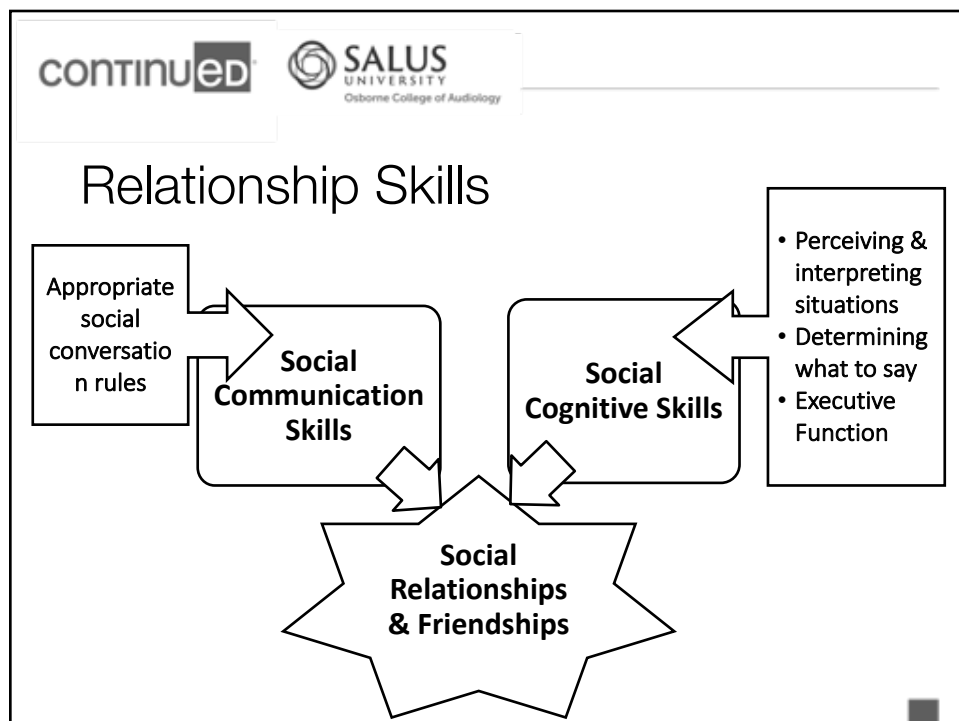 continued
SALUS
UNIVERSITY
Osborne College of Audiology
Relationship Skills
Appropriate
social
conversatio
n rules
Social
Communication
Skills
Social
Cognitive Skills
• Perceiving &
interpreting
situations
• Determining
what to say
• Executive
Function
Social
Relationships
& Friendships